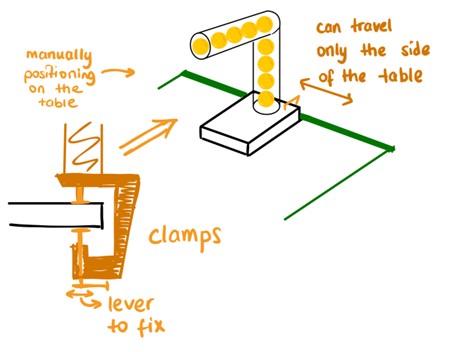 manually
positioning
on the
table
can travel
only the side
of the table
clamps
lever
to fix